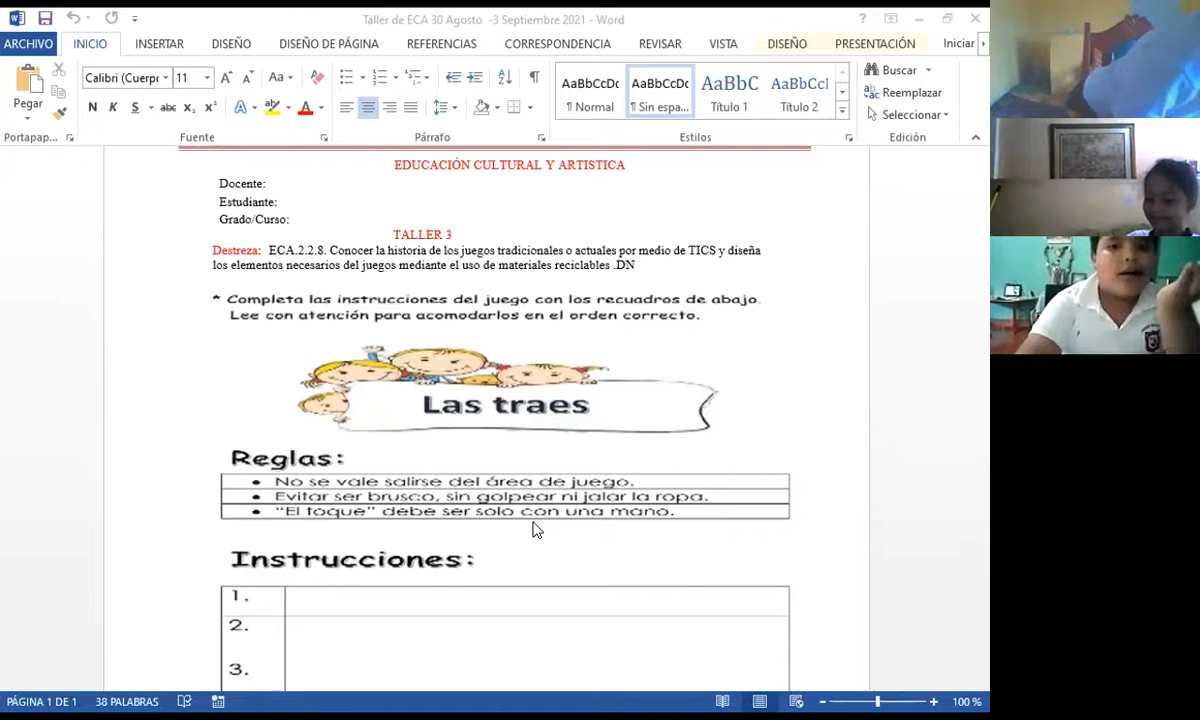 Taller de ECA 30 Agosto -3 Septiembre 2021 - Word
ARCHIVO INICIO INSERTAR DISEÑO DISEÑO DE PÁGINA REFERENCIAS CORRESPONDENCIA REVISAR VISTA DISEÑO PRESENTACIÓN Iniciar
Pegar
Calibri (Cuerpo 11
Aa
N K S abc x₂ x²
AaBbCcDc AaBbCcDc AaBbC AaBbCcI
¶ Normal ¶ Sin espa... Título 1 Título 2
Buscar
Reemplazar
Seleccionar
Portapap... Fuente Párrafo Estilos Edición
EDUCACIÓN CULTURAL Y ARTISTICA
Docente:
Estudiante:
Grado/Curso:
TALLER 3
Destreza: ECA.2.2.8. Conocer la historia de los juegos tradicionales o actuales por medio de TICS y diseña
los elementos necesarios del juegos mediante el uso de materiales reciclables .DN
* Completa las instrucciones del juego con los recuadros de abajo.
Lee con atención para acomodarlos en el orden correcto.
Las traes
Reglas:
• No se vale salirse del área de juego.
• Evitar ser brusco, sin golpear ni jalar la ropa.
• "El toque" debe ser solo con una mano.
Instrucciones:
1.
2.
3.
PÁGINA 1 DE 1 38 PALABRAS 100 %